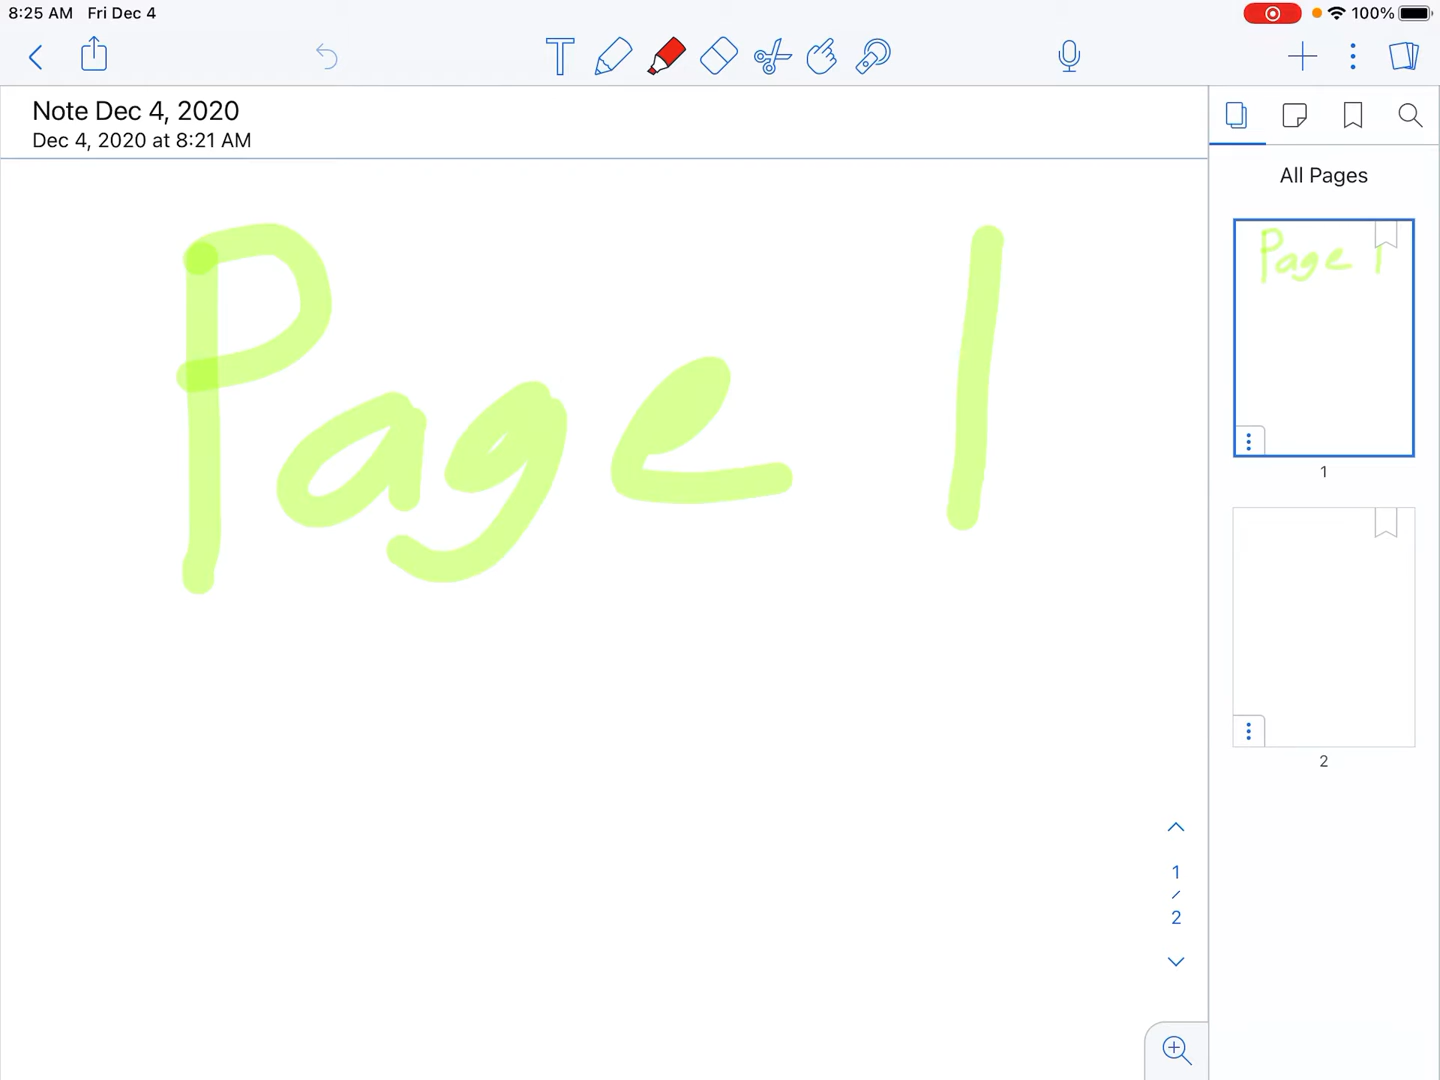 8:25 AM Fri Dec 4
100%
T
Note Dec 4, 2020
Dec 4, 2020 at 8:21 AM
All Pages
Page 1
Page 1
1
2
1
/
2